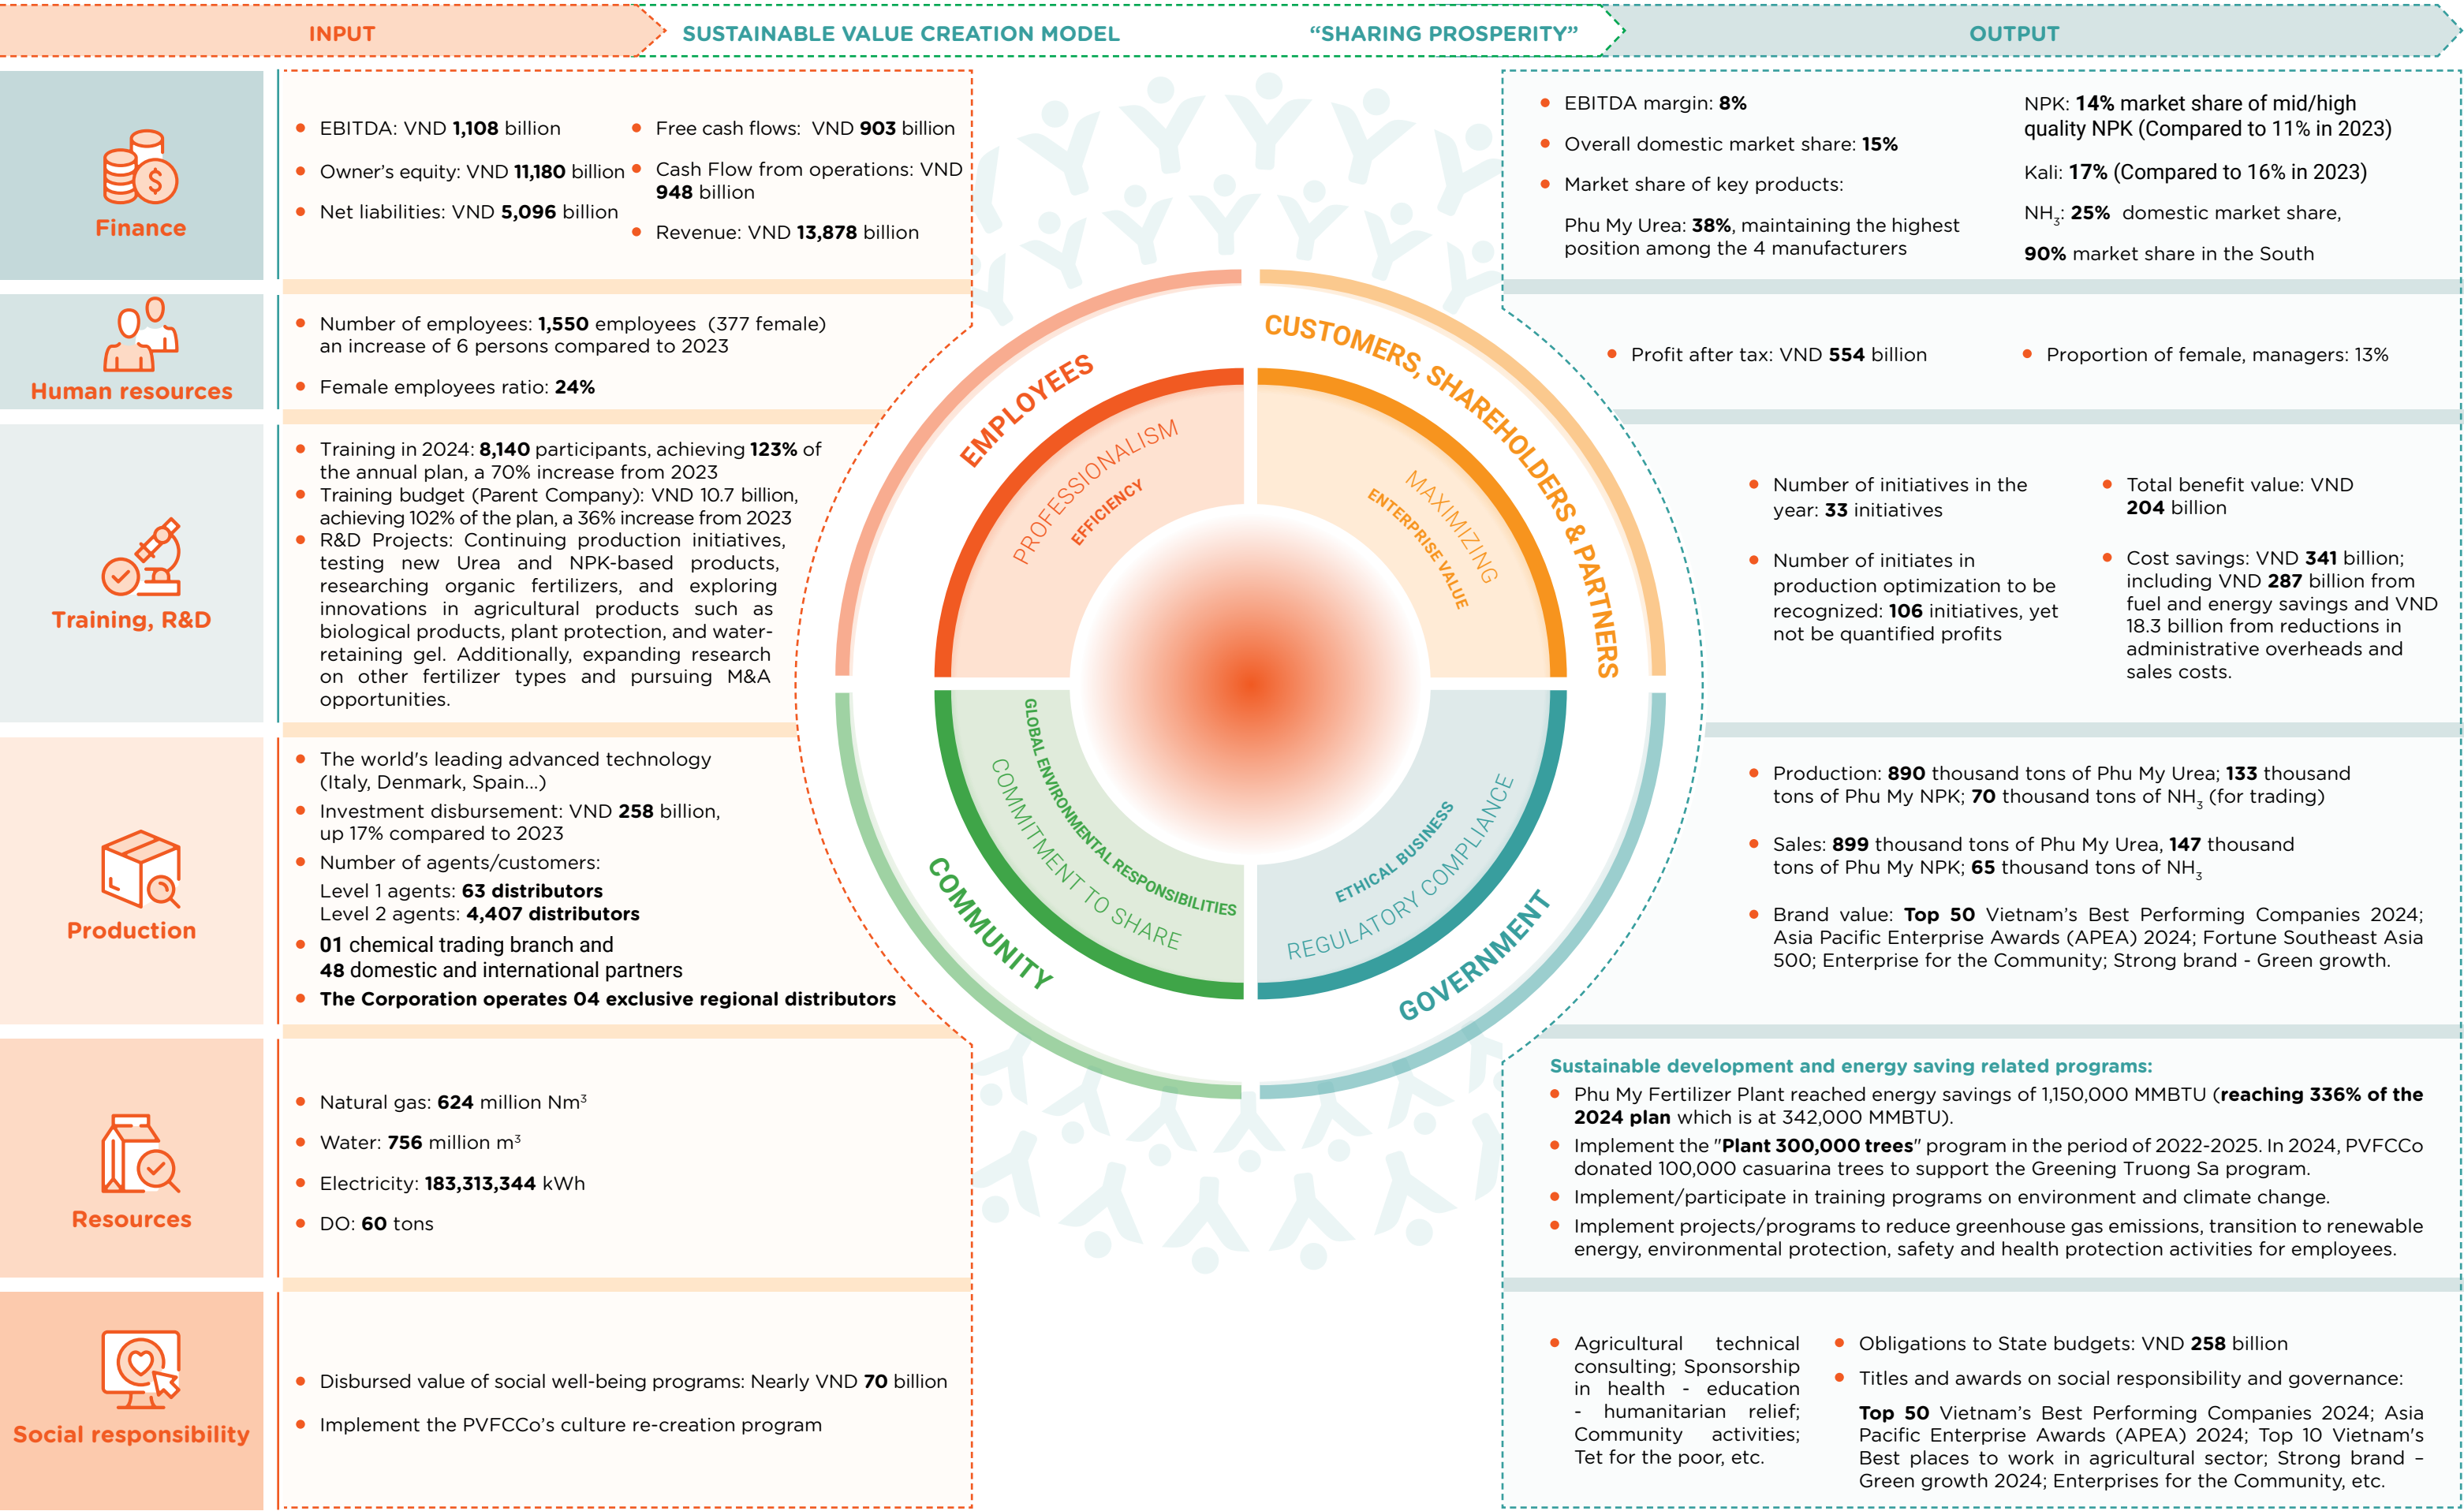 INPUT
SUSTAINABLE VALUE CREATION MODEL
“SHARING PROSPERITY”
OUTPUT
Finance
• EBITDA: VND 1,108 billion
• Owner’s equity: VND 11,180 billion
• Net liabilities: VND 5,096 billion
• Free cash flows: VND 903 billion
• Cash Flow from operations: VND
948 billion
• Revenue: VND 13,878 billion
• EBITDA margin: 8%
• Overall domestic market share: 15%
• Market share of key products:
Phu My Urea: 38%, maintaining the highest
position among the 4 manufacturers
NPK: 14% market share of mid/high
quality NPK (Compared to 11% in 2023)
Kali: 17% (Compared to 16% in 2023)
NH3: 25% domestic market share,
90% market share in the South
Human resources
• Number of employees: 1,550 employees (377 female)
an increase of 6 persons compared to 2023
• Female employees ratio: 24%
• Profit after tax: VND 554 billion
• Proportion of female, managers: 13%
Training, R&D
• Training in 2024: 8,140 participants, achieving 123% of
the annual plan, a 70% increase from 2023
• Training budget (Parent Company): VND 10.7 billion,
achieving 102% of the plan, a 36% increase from 2023
• R&D Projects: Continuing production initiatives,
testing new Urea and NPK-based products,
researching organic fertilizers, and exploring
innovations in agricultural products such as
biological products, plant protection, and water-
retaining gel. Additionally, expanding research
on other fertilizer types and pursuing M&A
opportunities.
• Number of initiatives in the
year: 33 initiatives
• Number of initiates in
production optimization to be
recognized: 106 initiatives, yet
not be quantified profits
• Total benefit value: VND
204 billion
• Cost savings: VND 341 billion;
including VND 287 billion from
fuel and energy savings and VND
18.3 billion from reductions in
administrative overheads and
sales costs.
EMPLOYEES
PROFESSIONALISM
EFFICIENCY
CUSTOMERS, SHAREHOLDERS & PARTNERS
MAXIMIZING
ENTERPRISE VALUE
GLOBAL ENVIRONMENTAL RESPONSIBILITIES
COMMITMENT TO SHARE
COMMUNITY
ETHICAL BUSINESS
REGULATORY COMPLIANCE
GOVERNMENT
Production
• The world's leading advanced technology
(Italy, Denmark, Spain...)
• Investment disbursement: VND 258 billion,
up 17% compared to 2023
• Number of agents/customers:
Level 1 agents: 63 distributors
Level 2 agents: 4,407 distributors
• 01 chemical trading branch and
48 domestic and international partners
• The Corporation operates 04 exclusive regional distributors
• Production: 890 thousand tons of Phu My Urea; 133 thousand
tons of Phu My NPK; 70 thousand tons of NH3 (for trading)
• Sales: 899 thousand tons of Phu My Urea, 147 thousand
tons of Phu My NPK; 65 thousand tons of NH3
• Brand value: Top 50 Vietnam’s Best Performing Companies 2024;
Asia Pacific Enterprise Awards (APEA) 2024; Fortune Southeast Asia
500; Enterprise for the Community; Strong brand - Green growth.
Resources
• Natural gas: 624 million Nm3
• Water: 756 million m3
• Electricity: 183,313,344 kWh
• DO: 60 tons
Sustainable development and energy saving related programs:
• Phu My Fertilizer Plant reached energy savings of 1,150,000 MMBTU (reaching 336% of the
2024 plan which is at 342,000 MMBTU).
• Implement the "Plant 300,000 trees" program in the period of 2022-2025. In 2024, PVFCCo
donated 100,000 casuarina trees to support the Greening Truong Sa program.
• Implement/participate in training programs on environment and climate change.
• Implement projects/programs to reduce greenhouse gas emissions, transition to renewable
energy, environmental protection, safety and health protection activities for employees.
Social responsibility
• Disbursed value of social well-being programs: Nearly VND 70 billion
• Implement the PVFCCo’s culture re-creation program
• Agricultural technical
consulting; Sponsorship
in health - education
- humanitarian relief;
Community activities;
Tet for the poor, etc.
• Obligations to State budgets: VND 258 billion
• Titles and awards on social responsibility and governance:
Top 50 Vietnam’s Best Performing Companies 2024; Asia
Pacific Enterprise Awards (APEA) 2024; Top 10 Vietnam's
Best places to work in agricultural sector; Strong brand –
Green growth 2024; Enterprises for the Community, etc.